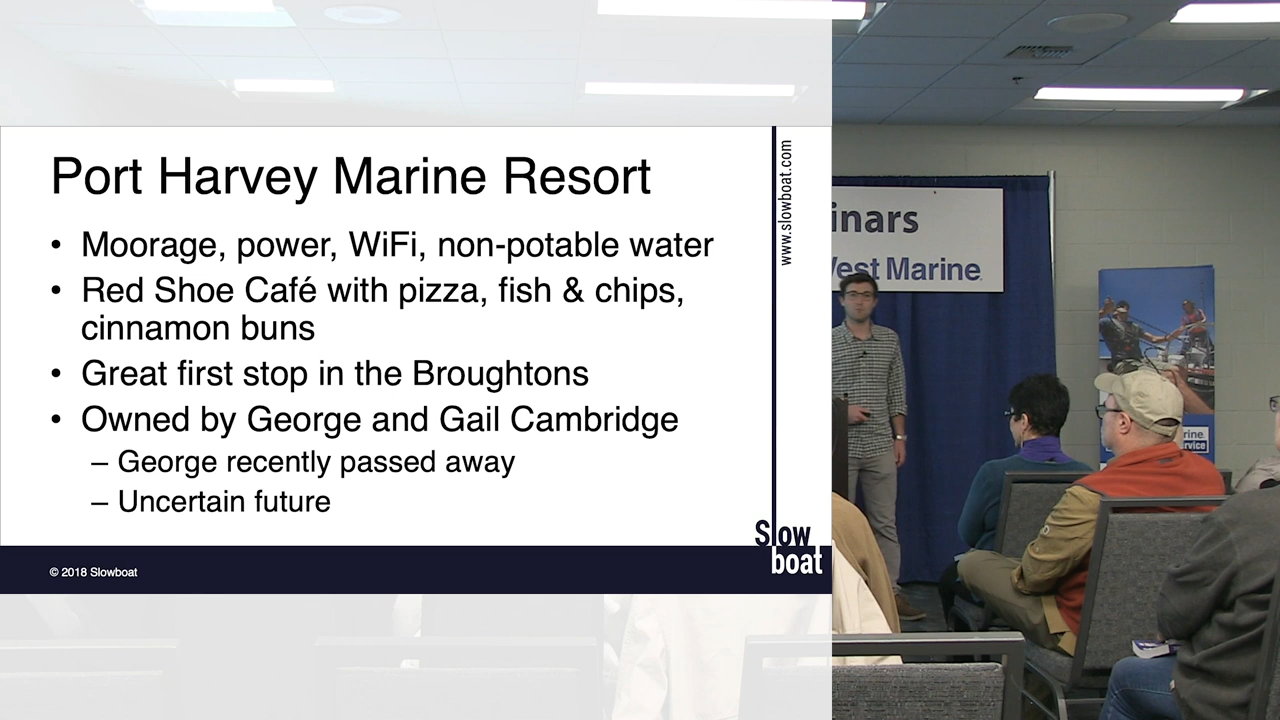 Port Harvey Marine Resort
• Moorage, power, WiFi, non-potable water
• Red Shoe Café with pizza, fish & chips,
cinnamon buns
• Great first stop in the Broughtons
• Owned by George and Gail Cambridge
– George recently passed away
– Uncertain future
© 2018 Slowboat
www.slowboat.com
Slow
boat
inars
West Marine
rine
rvice